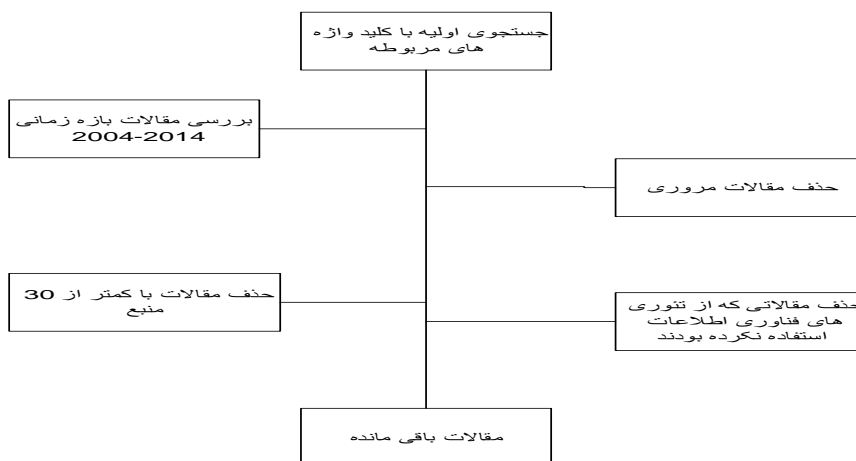 جستجوی اولیه با کلید واژه
های مربوطه
بررسی مقالات بازه زمانی
2004-2014
حذف مقالات مروری
حذف مقالات با کمتر از 30
منبع
حذف مقالاتی که از تئوری
های فناوری اطلاعات
استفاده نکرده بودند
مقالات باقی مانده